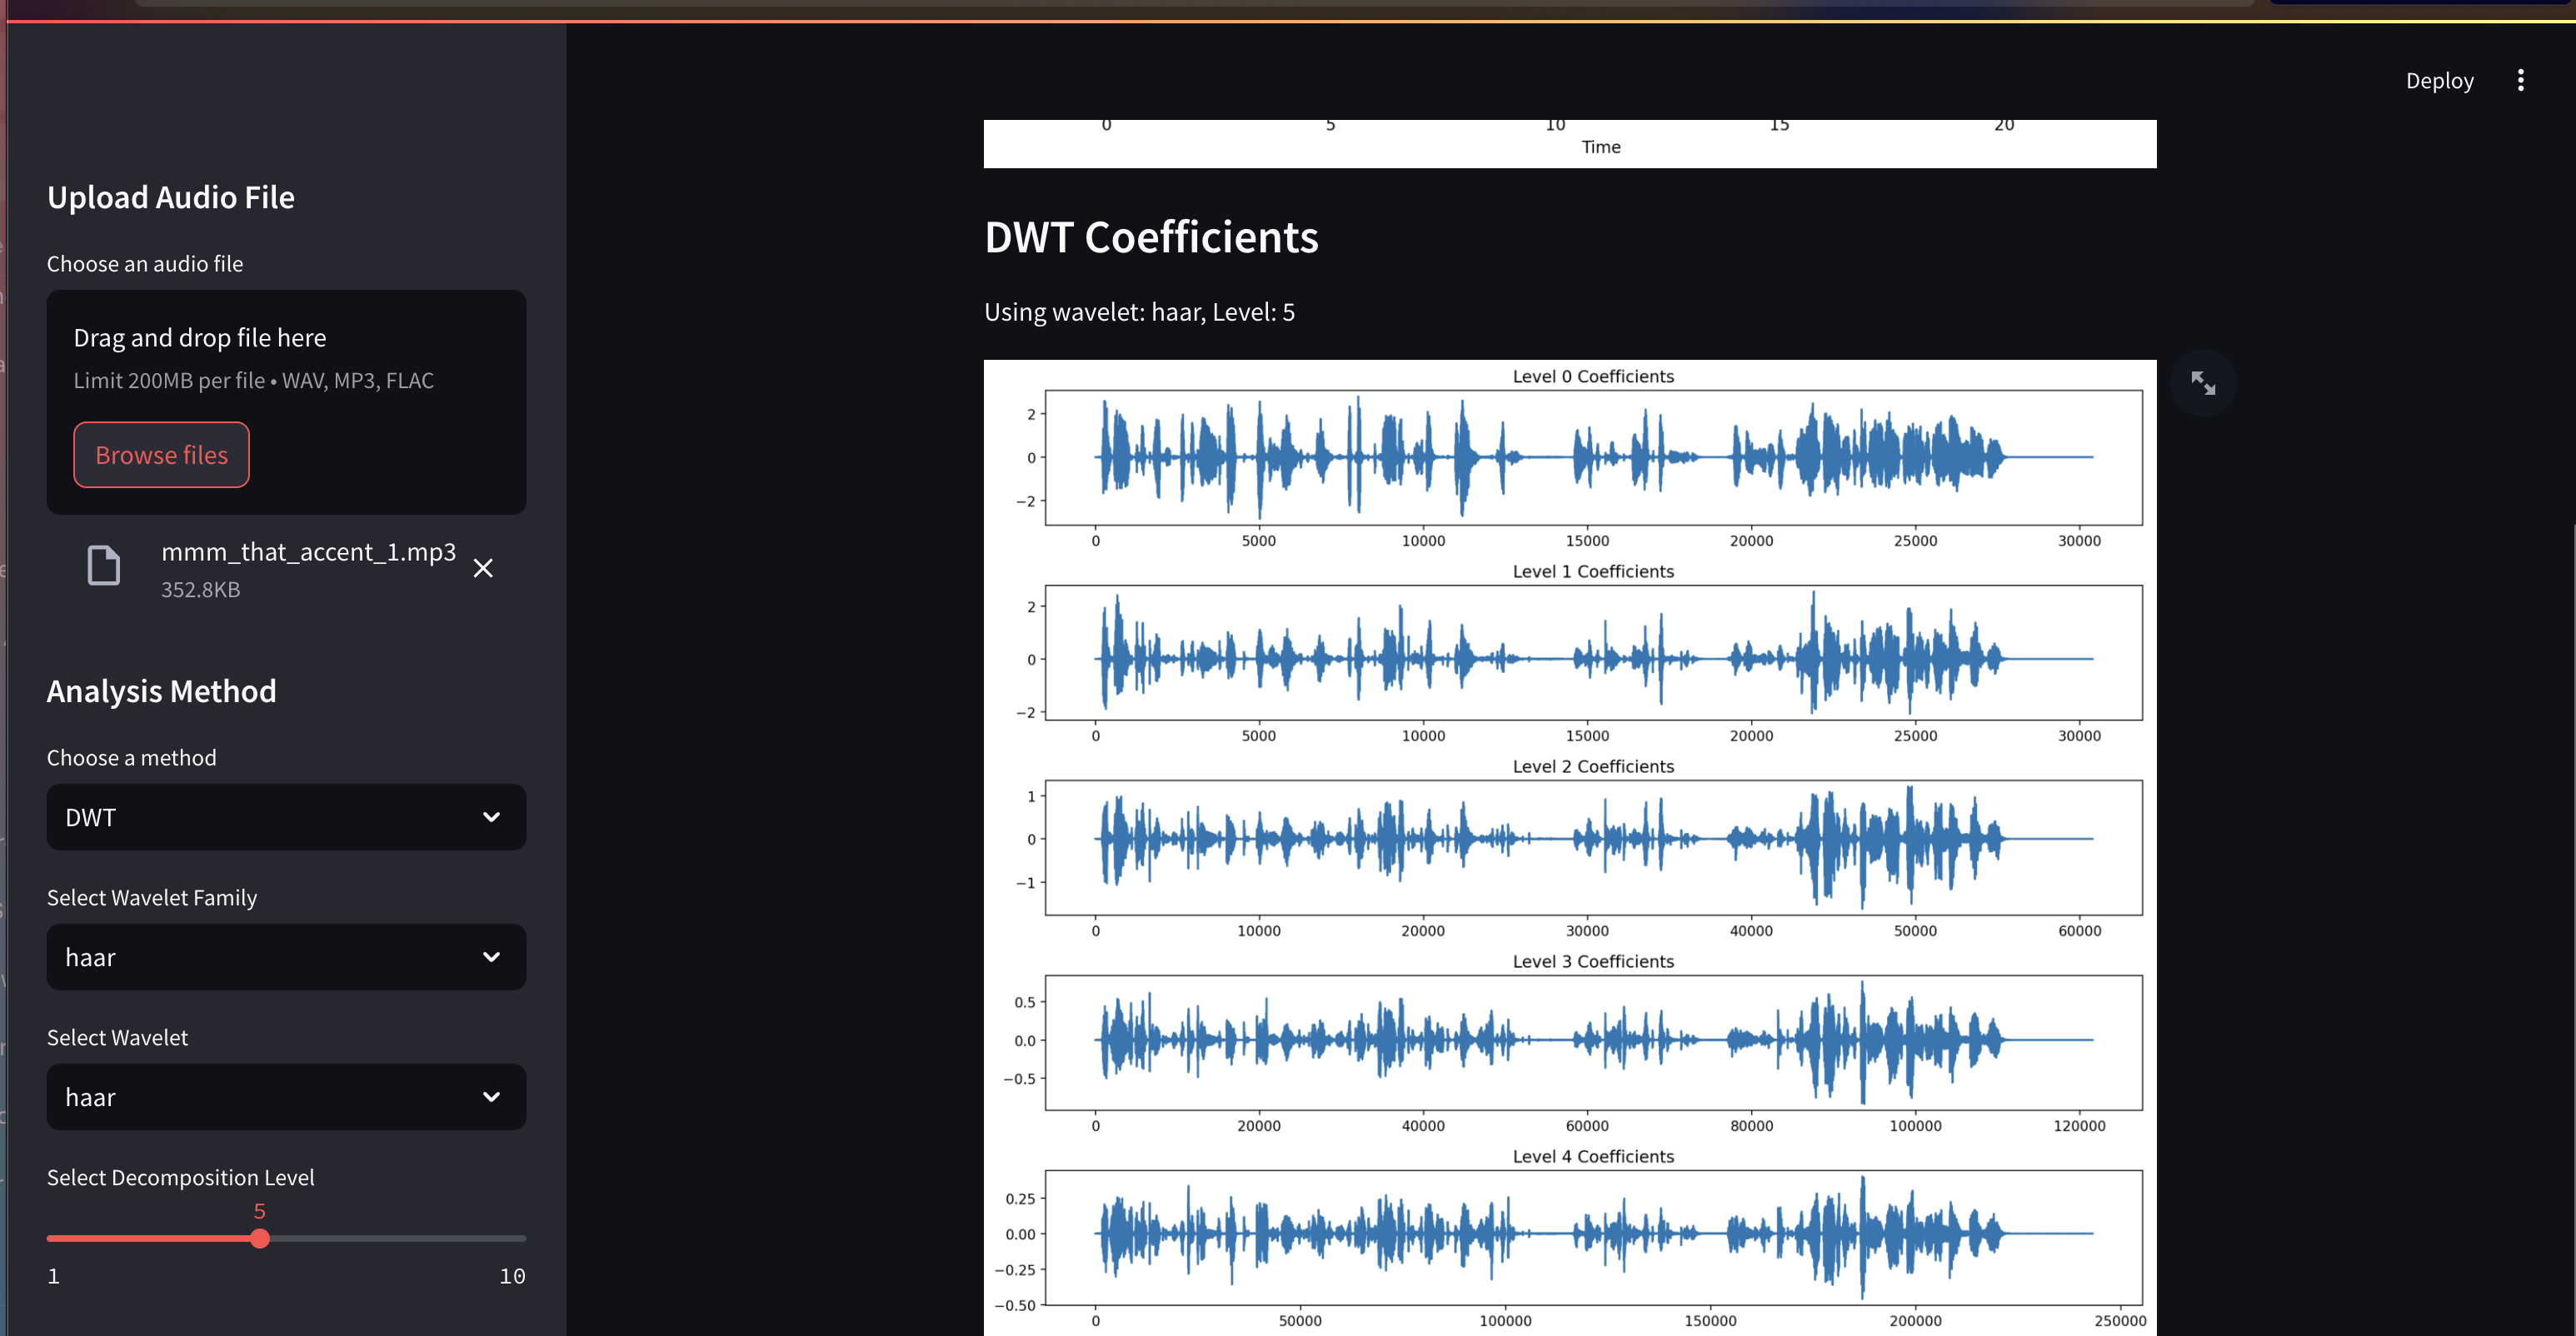 Deploy
Upload Audio File
Choose an audio file
Drag and drop file here
Limit 200MB per file • WAV, MP3, FLAC
Browse files
mmm_that_accent_1.mp3
352.8KB
Analysis Method
Choose a method
DWT
Select Wavelet Family
haar
Select Wavelet
haar
Select Decomposition Level
5
1 10
0 5 10 15 20
Time
DWT Coefficients
Using wavelet: haar, Level: 5
Level 0 Coefficients
2
0
−2
0 5000 10000 15000 20000 25000 30000
Level 1 Coefficients
2
0
−2
0 5000 10000 15000 20000 25000 30000
Level 2 Coefficients
1
0
−1
0 10000 20000 30000 40000 50000 60000
Level 3 Coefficients
0.5
0.0
−0.5
0 20000 40000 60000 80000 100000 120000
Level 4 Coefficients
0.25
0.00
−0.25
−0.50
0 50000 100000 150000 200000 250000